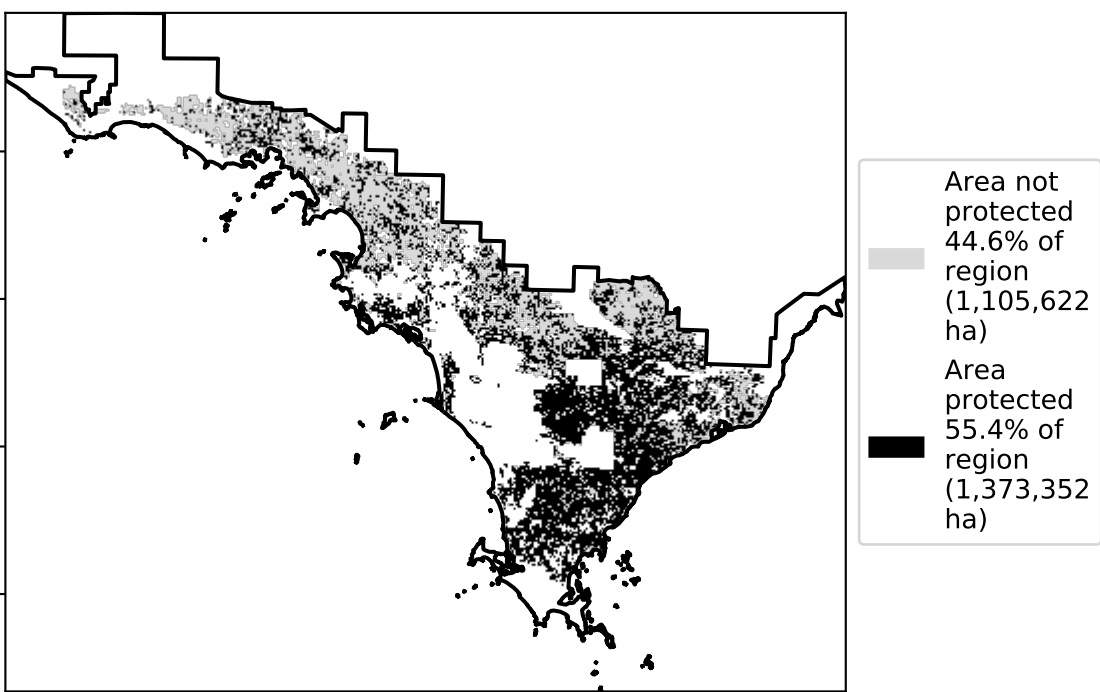 Area not
protected
44.6% of
region
(1,105,622
ha)
Area
protected
55.4% of
region
(1,373,352
ha)